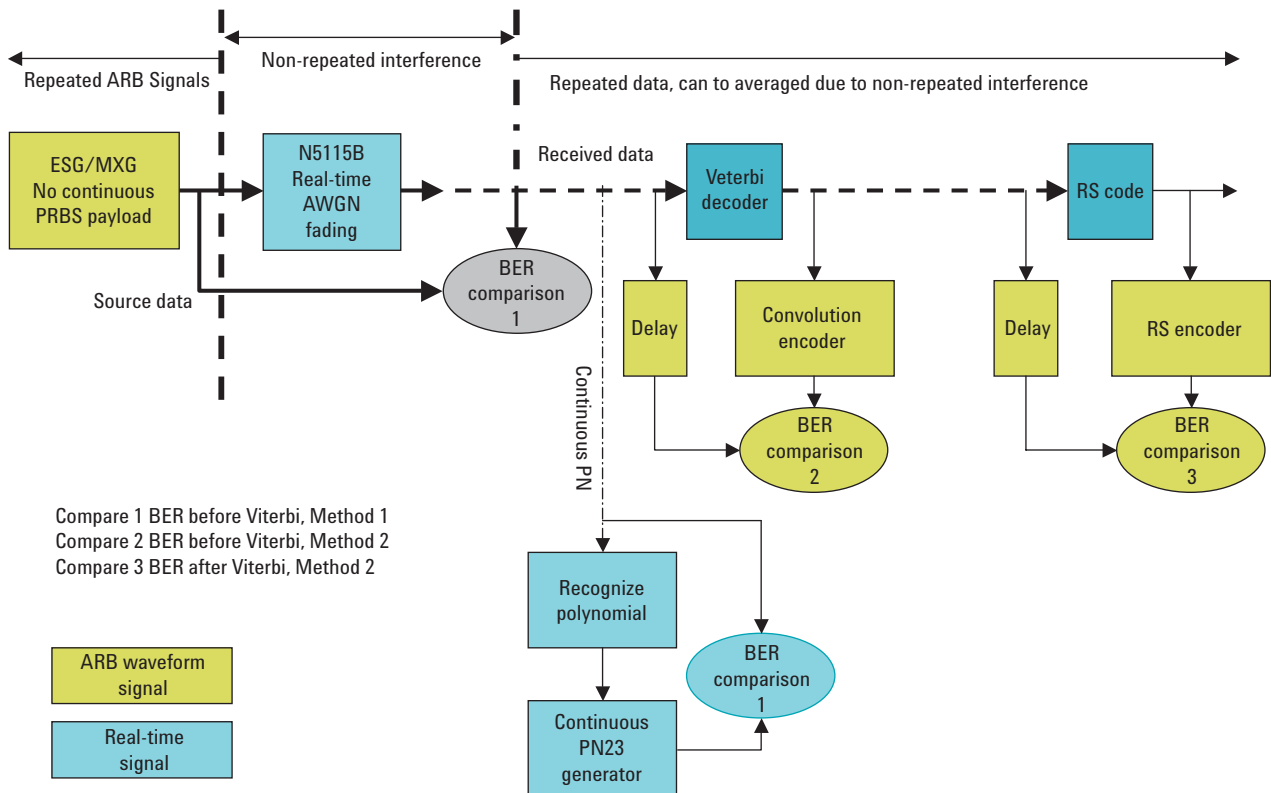 Non-repeated interference
Repeated ARB Signals
Repeated data, can to averaged due to non-repeated interference
ESG/MXG
No continuous
PRBS payload
N5115B
Real-time
AWGN
fading
Received data
Veterbi
decoder
RS code
Source data
BER
comparison
1
Delay
Convolution
encoder
Delay
RS encoder
Continuous PN
BER
comparison
2
BER
comparison
3
Compare 1 BER before Viterbi, Method 1
Compare 2 BER before Viterbi, Method 2
Compare 3 BER after Viterbi, Method 2
Recognize
polynomial
BER
comparison
1
Continuous
PN23
generator
ARB waveform
signal
Real-time
signal